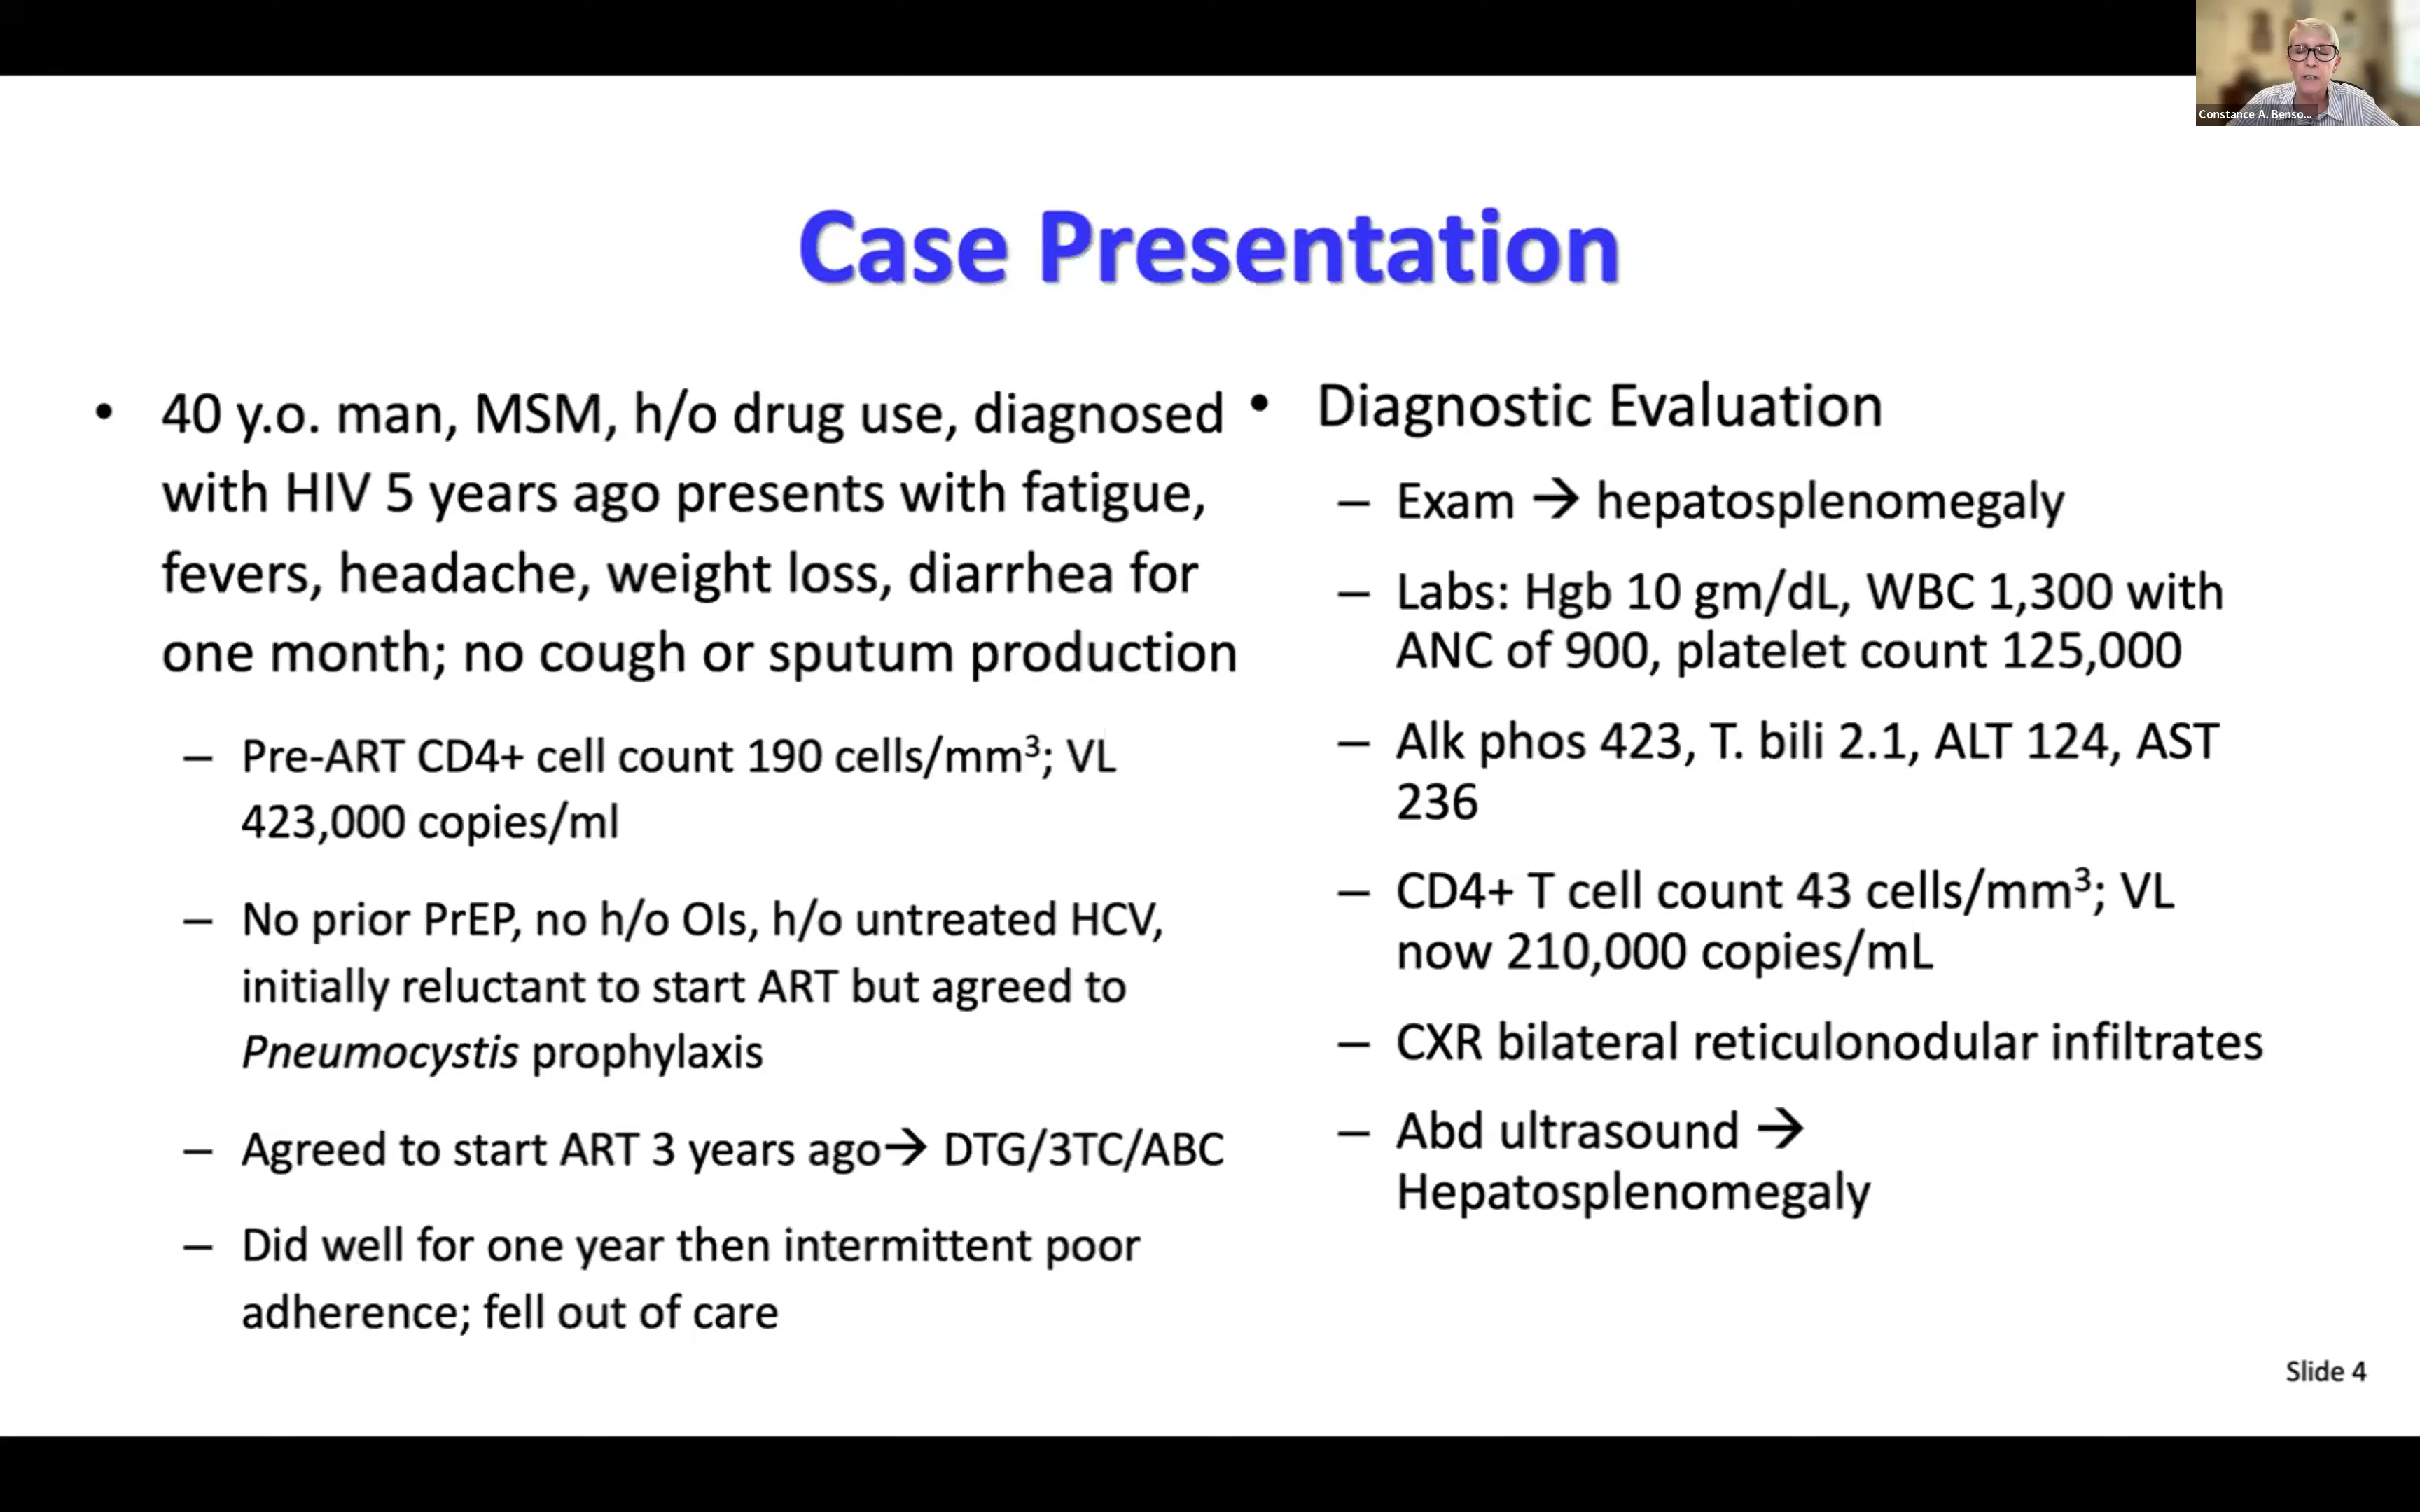 Constance A. Benso...
Case Presentation
• 40 y.o. man, MSM, h/o drug use, diagnosed
with HIV 5 years ago presents with fatigue,
fevers, headache, weight loss, diarrhea for
one month; no cough or sputum production
– Pre-ART CD4+ cell count 190 cells/mm³; VL
423,000 copies/ml
– No prior PrEP, no h/o OIs, h/o untreated HCV,
initially reluctant to start ART but agreed to
Pneumocystis prophylaxis
– Agreed to start ART 3 years ago→ DTG/3TC/ABC
– Did well for one year then intermittent poor
adherence; fell out of care
• Diagnostic Evaluation
– Exam → hepatosplenomegaly
– Labs: Hgb 10 gm/dL, WBC 1,300 with
ANC of 900, platelet count 125,000
– Alk phos 423, T. bili 2.1, ALT 124, AST
236
– CD4+ T cell count 43 cells/mm³; VL
now 210,000 copies/mL
– CXR bilateral reticulonodular infiltrates
– Abd ultrasound →
Hepatosplenomegaly
Slide 4